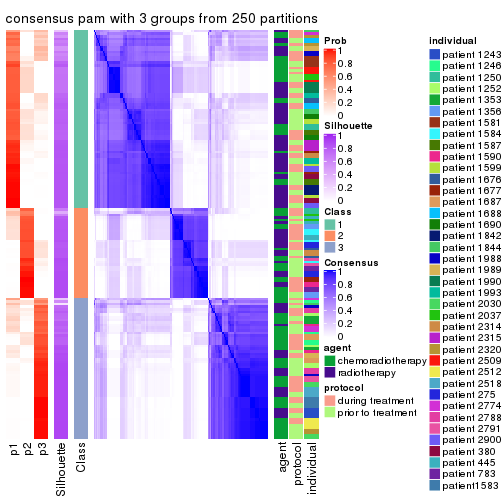 consensus pam with 3 groups from 250 partitions
Prob
1
0.8
0.6
0.4
0.2
0
Silhouette
1
0.8
0.6
0.4
0.2
0
Class
1
2
3
Consensus
1
0.8
0.6
0.4
0.2
0
agent
chemoradiotherapy
radiotherapy
protocol
during treatment
prior to treatment
individual
patient 1243
patient 1246
patient 1250
patient 1252
patient 1353
patient 1356
patient 1581
patient 1584
patient 1587
patient 1590
patient 1599
patient 1676
patient 1677
patient 1687
patient 1688
patient 1690
patient 1842
patient 1844
patient 1988
patient 1989
patient 1990
patient 1993
patient 2030
patient 2037
patient 2314
patient 2315
patient 2320
patient 2509
patient 2512
patient 2518
patient 275
patient 2774
patient 2788
patient 2791
patient 2900
patient 380
patient 445
patient 783
patient1583
p1
p2
p3
Silhouette
Class
agent
protocol
individual